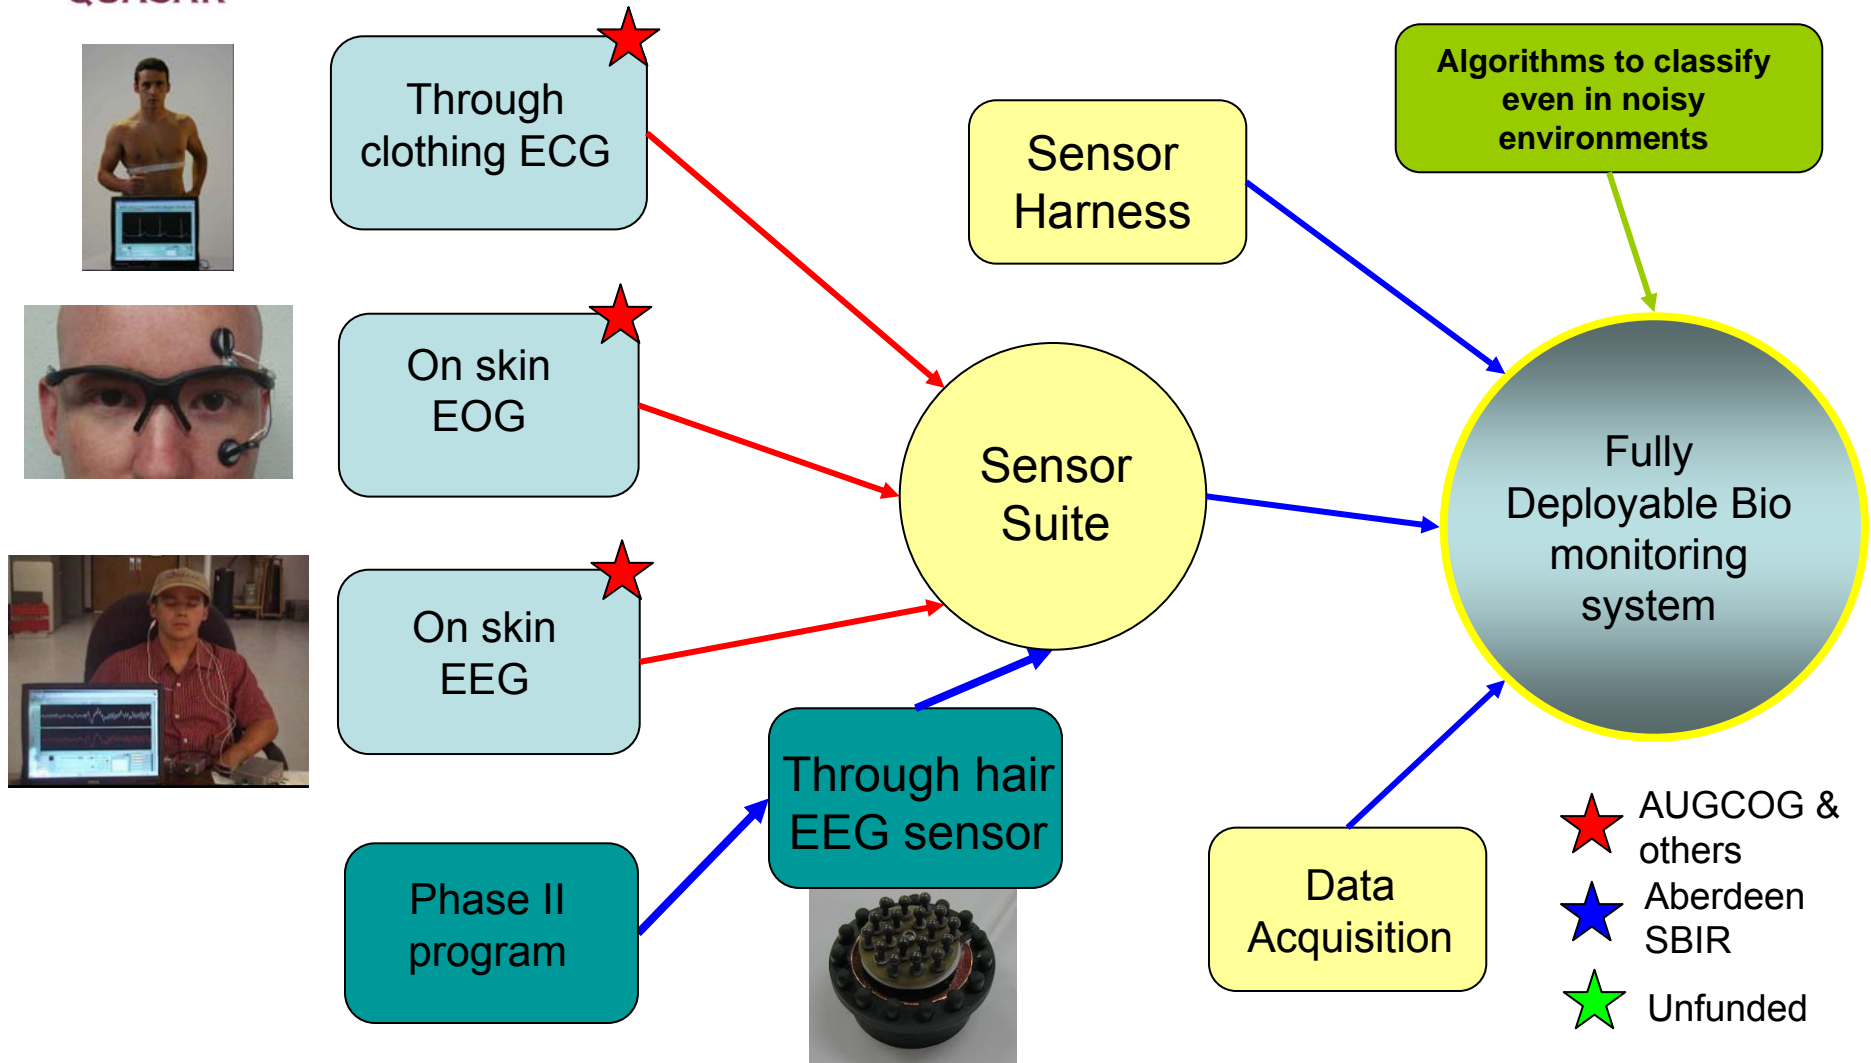 QUASAR
Through
clothing ECG
On skin
EOG
On skin
EEG
Phase II
program
Through hair
EEG sensor
Sensor
Suite
Sensor
Harness
Algorithms to classify
even in noisy
environments
Fully
Deployable Bio
monitoring
system
Data
Acquisition
AUGCOG &
others
Aberdeen
SBIR
Unfunded